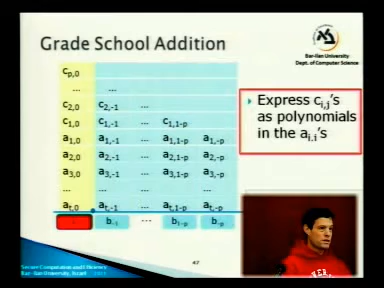 Grade School Addition
Bar-Ilan University
Dept. of Computer Science
c_{p,0}
... ...
c_{2,0} c_{2,-1} ...
c_{1,0} c_{1,-1} ... c_{1,1-p}
a_{1,0} a_{1,-1} ... a_{1,1-p} a_{1,-p}
a_{2,0} a_{2,-1} ... a_{2,1-p} a_{2,-p}
a_{3,0} a_{3,-1} ... a_{3,1-p} a_{3,-p}
... ... ... ...
a_{t,0} a_{t,-1} ... a_{t,1-p} a_{t,-p}
b_{-1} ... b_{1-p} b_{-p}
Express c_{i,j}'s
as polynomials
in the a_{i.i}'s
47
Bar-Ilan University, Israel